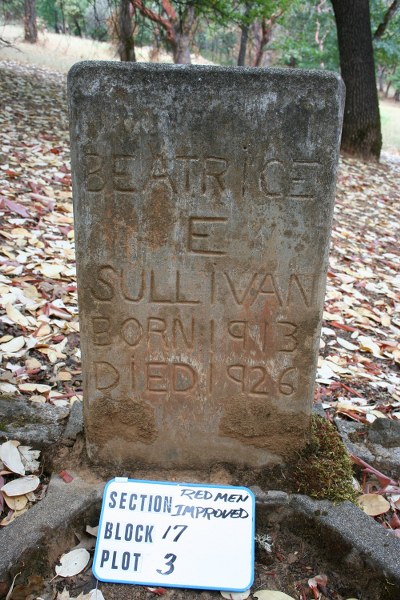 BEATRICE
E
SULLIVAN
BORN 1913
DIED 1926
SECTION RED MEN
IMPROVED
BLOCK 17
PLOT 3